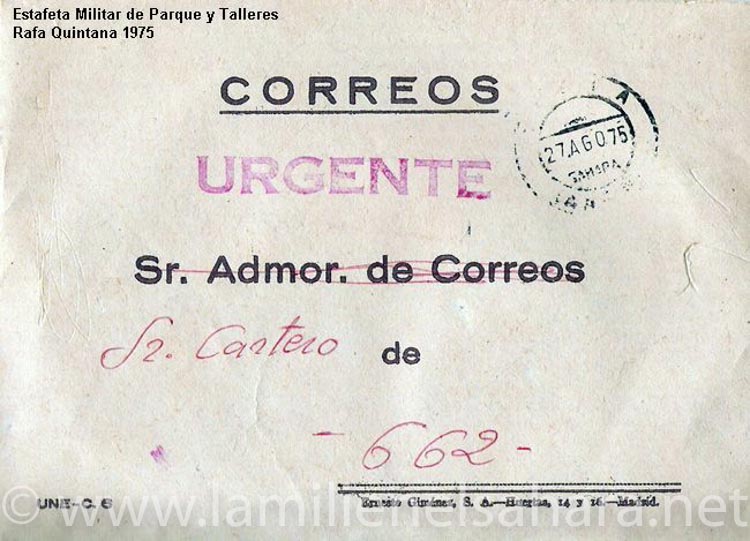 Estafeta Militar de Parque y Talleres
Rafa Quintana 1975
CORREOS
27.AGO.75
SAHARA
URGENTE
Sr. Admor. de Correos
Sr. Cartero de
- 662 -
UNE-C. 6
Ernesto Giménez, S. A.—Huertas, 14 y 16.—Madrid.
© www.lamilienelsahara.net